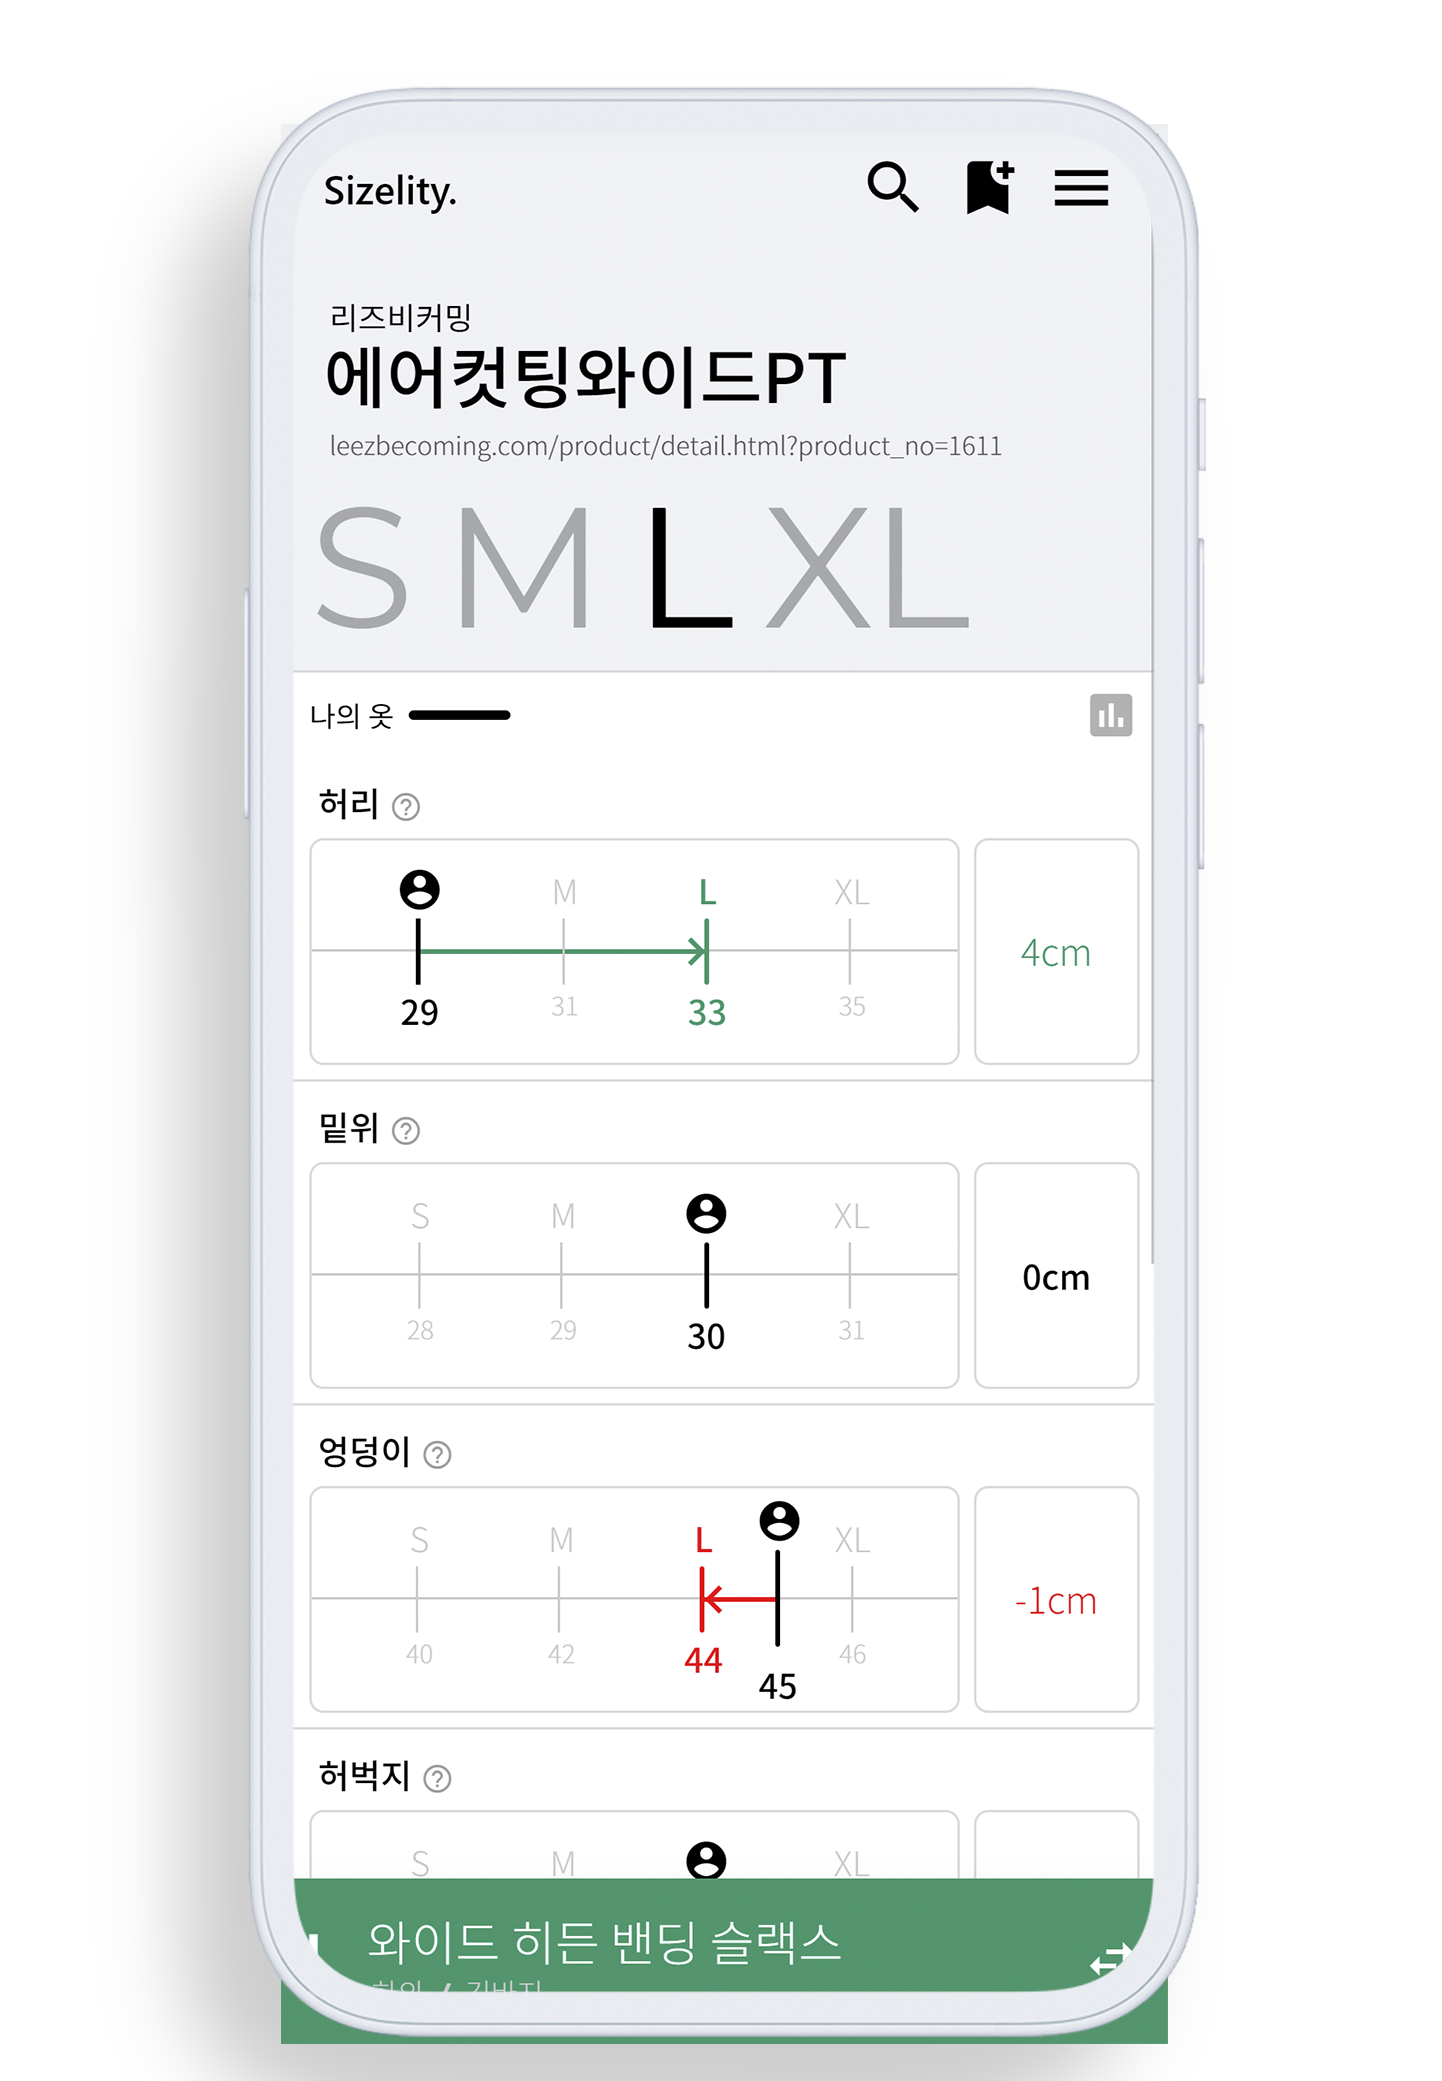 Sizelity.
리즈비커밍
에어컷팅와이드PT
leezbecoming.com/product/detail.html?product_no=1611
S M L XL
나의 옷
허리
M L XL
29 31 33 35
4cm
밑위
S M XL
28 29 30 31
0cm
엉덩이
S M L XL
40 42 44 46
45
-1cm
허벅지
S M XL
와이드 히든 밴딩 슬랙스